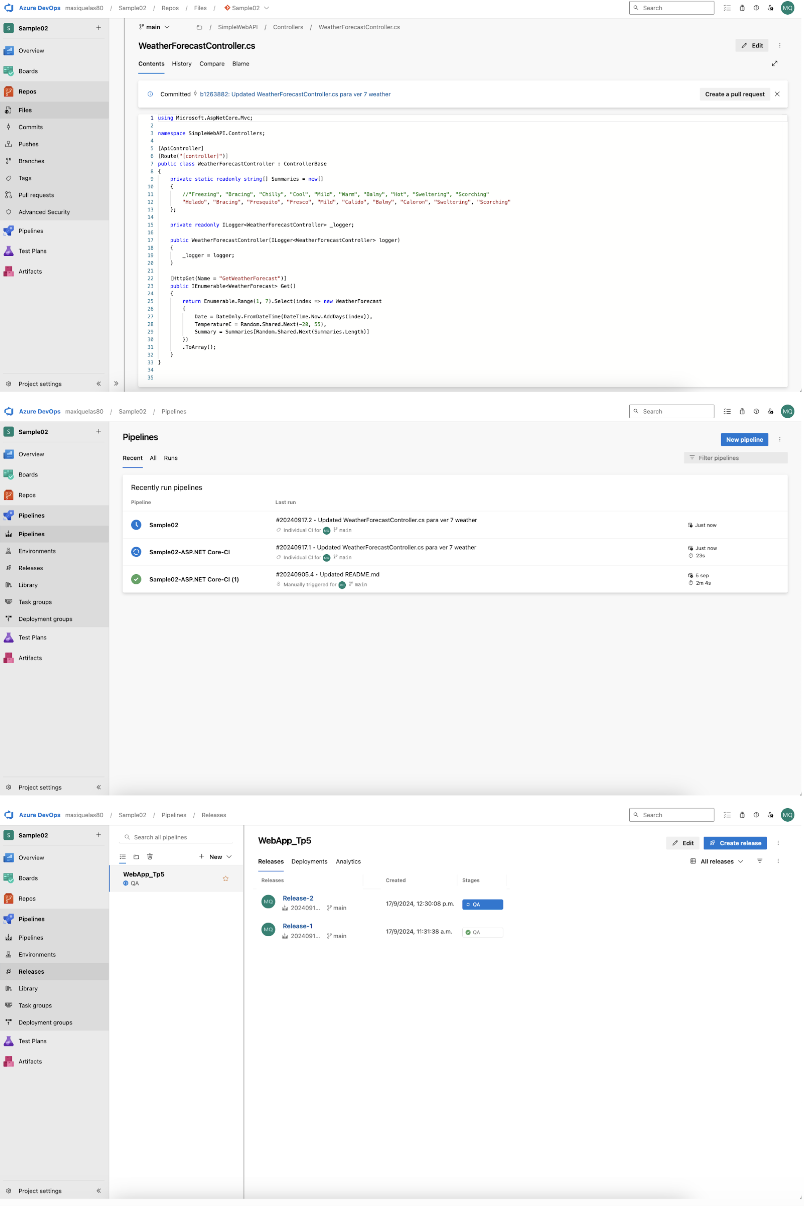 Azure DevOps maxiquelas80 / Sample02 / Repos / Files / Sample02
Search
MQ
S Sample02 +
Overview
Boards
Repos
Files
Commits
Pushes
Branches
Tags
Pull requests
Advanced Security
Pipelines
Test Plans
Artifacts
Project settings
main / SimpleWebAPI / Controllers / WeatherForecastController.cs
WeatherForecastController.cs
Edit
Contents History Compare Blame
Committed b1263882: Updated WeatherForecastController.cs para ver 7 weather
Create a pull request
1 using Microsoft.AspNetCore.Mvc;
2
3 namespace SimpleWebAPI.Controllers;
4
5 [ApiController]
6 [Route("[controller]")]
7 public class WeatherForecastController : ControllerBase
8 {
9 private static readonly string[] Summaries = new[]
10 {
11 //"Freezing", "Bracing", "Chilly", "Cool", "Mild", "Warm", "Balmy", "Hot", "Sweltering", "Scorching"
12 "Helado", "Bracing", "Fresquito", "Fresco", "Mild", "Calido", "Balmy", "Caloron", "Sweltering", "Scorching"
13 };
14
15 private readonly ILogger<WeatherForecastController> _logger;
16
17 public WeatherForecastController(ILogger<WeatherForecastController> logger)
18 {
19 _logger = logger;
20 }
21
22 [HttpGet(Name = "GetWeatherForecast")]
23 public IEnumerable<WeatherForecast> Get()
24 {
25 return Enumerable.Range(1, 7).Select(index => new WeatherForecast
26 {
27 Date = DateOnly.FromDateTime(DateTime.Now.AddDays(index)),
28 TemperatureC = Random.Shared.Next(-20, 55),
29 Summary = Summaries[Random.Shared.Next(Summaries.Length)]
30 })
31 .ToArray();
32 }
33 }
34
35
Azure DevOps maxiquelas80 / Sample02 / Pipelines
Search
MQ
S Sample02 +
Overview
Boards
Repos
Pipelines
Pipelines
Environments
Releases
Library
Task groups
Deployment groups
Test Plans
Artifacts
Project settings
Pipelines
New pipeline
Recent All Runs
Filter pipelines
Recently run pipelines
Pipeline Last run
Sample02
#20240917.2 • Updated WeatherForecastController.cs para ver 7 weather
Individual CI for MQ main
Just now
Sample02-ASP.NET Core-CI
#20240917.1 • Updated WeatherForecastController.cs para ver 7 weather
Individual CI for MQ main
Just now
23s
Sample02-ASP.NET Core-CI (1)
#20240905.4 • Updated README.md
Manually triggered for MQ main
5 sep
2m 4s
Azure DevOps maxiquelas80 / Sample02 / Pipelines / Releases
Search
MQ
S Sample02 +
Overview
Boards
Repos
Pipelines
Pipelines
Environments
Releases
Library
Task groups
Deployment groups
Test Plans
Artifacts
Project settings
Search all pipelines
New
WebApp_Tp5
QA
WebApp_Tp5
Edit
Create release
Releases Deployments Analytics
All releases
Releases Created Stages
MQ Release-2
2024091... main
17/9/2024, 12:30:08 p.m.
QA
MQ Release-1
2024091... main
17/9/2024, 11:31:38 a.m.
QA